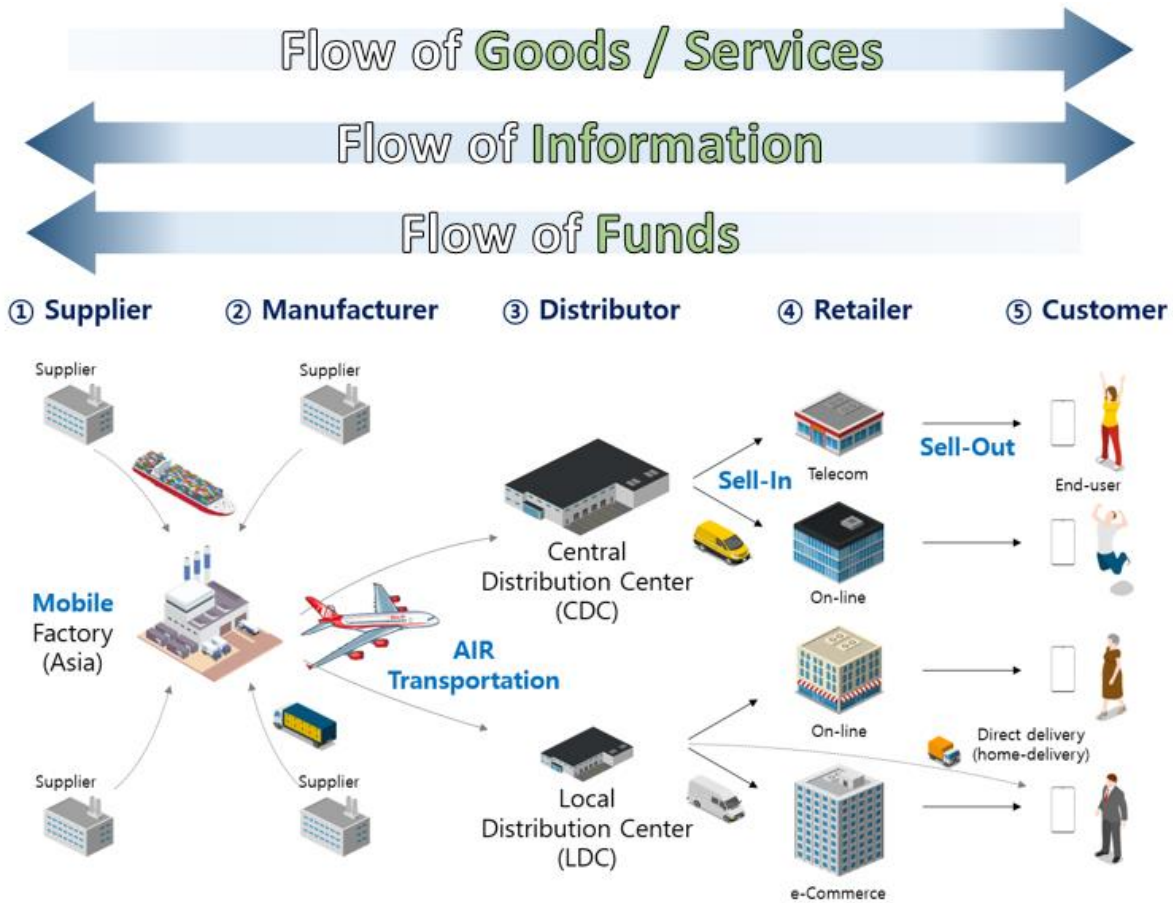 Flow of Goods / Services
Flow of Information
Flow of Funds
① Supplier
② Manufacturer
③ Distributor
④ Retailer
⑤ Customer
Supplier
Supplier
Telecom
Sell-Out
End-user
Sell-In
Central
Distribution Center
(CDC)
On-line
Mobile
Factory
(Asia)
AIR
Transportation
On-line
Direct delivery
(home-delivery)
Supplier
Supplier
Local
Distribution Center
(LDC)
e-Commerce